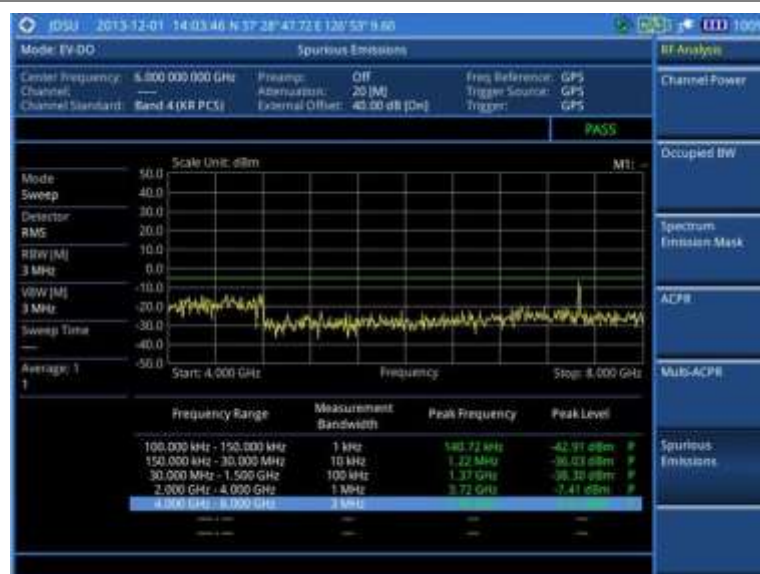 JDSU 2013-12-01 14:03:46 N 37° 28" 47.72 E 126° 53" 9.60 100%
Mode: EV-DO Spurious Emissions RF Analysis
Center Frequency: 6.000 000 000 GHz Preamp: Off Freq Reference: GPS
Channel: ---- Attenuation: 20 [M] Trigger Source: GPS
Channel Standard: Band 4 (KR PCS) External Offset: 40.00 dB [On] Trigger: GPS
Channel Power
PASS
Occupied BW
Scale Unit: dBm M1: --
Mode
Sweep
Detector
RMS
RBW [M]
3 MHz
VBW [M]
3 MHz
Sweep Time
----
Average: 1
1
50.0
40.0
30.0
20.0
10.0
0.0
-10.0
-20.0
-30.0
-40.0
-50.0
Start: 4.000 GHz Frequency Stop: 8.000 GHz
Spectrum
Emission Mask
ACPR
Multi-ACPR
Spurious
Emissions
Frequency Range Measurement Bandwidth Peak Frequency Peak Level
100.000 kHz - 150.000 kHz 1 kHz 140.72 kHz -42.91 dBm P
150.000 kHz - 30.000 MHz 10 kHz 1.22 MHz -36.03 dBm P
30.000 MHz - 1.500 GHz 100 kHz 1.37 GHz -38.30 dBm P
2.000 GHz - 4.000 GHz 1 MHz 3.72 GHz -7.41 dBm P
4.000 GHz - 8.000 GHz 3 MHz
---- - ---- -- -- --
---- - ---- -- -- --